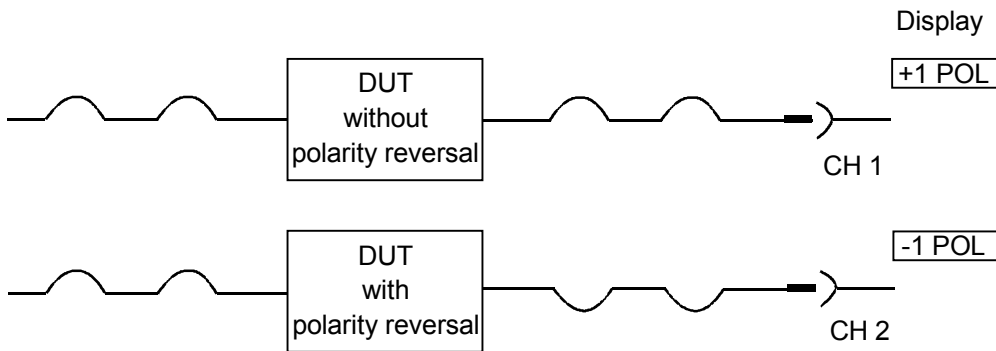 Display
+1 POL
DUT
without
polarity reversal
CH 1
-1 POL
DUT
with
polarity reversal
CH 2